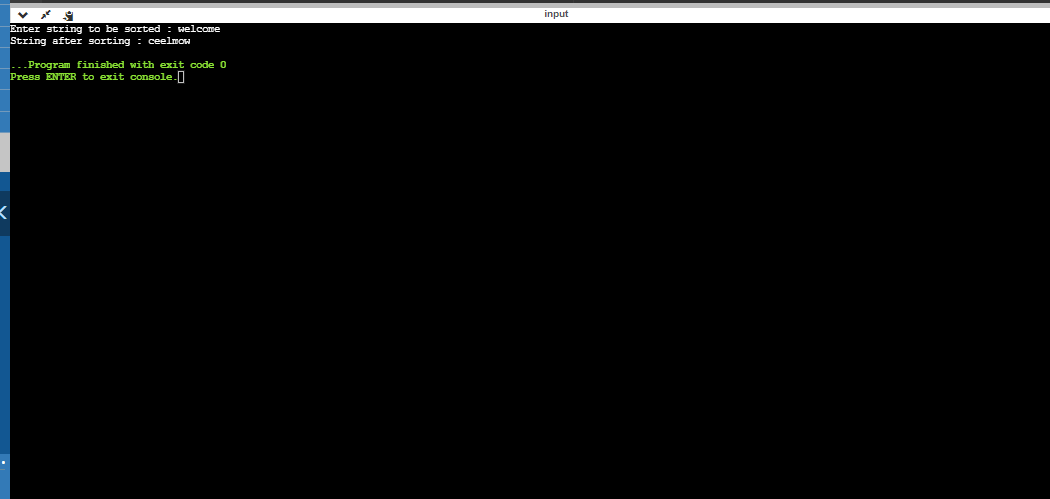 input
Enter string to be sorted : welcome
String after sorting : ceelmow
...Program finished with exit code 0
Press ENTER to exit console.